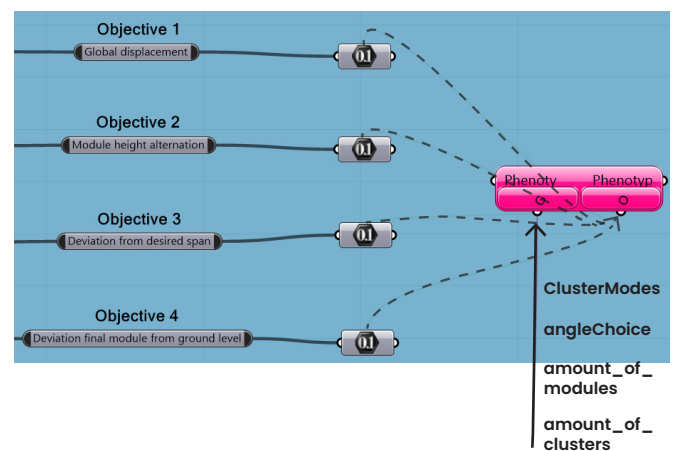 Objective 1
Global displacement
0.1
Objective 2
Module height alternation
0.1
Phenoty Phenotyp
G O
Objective 3
Deviation from desired span
0.1
ClusterModes
Objective 4
angleChoice
Deviation final module from ground level
0.1
amount_of_
modules
amount_of_
clusters